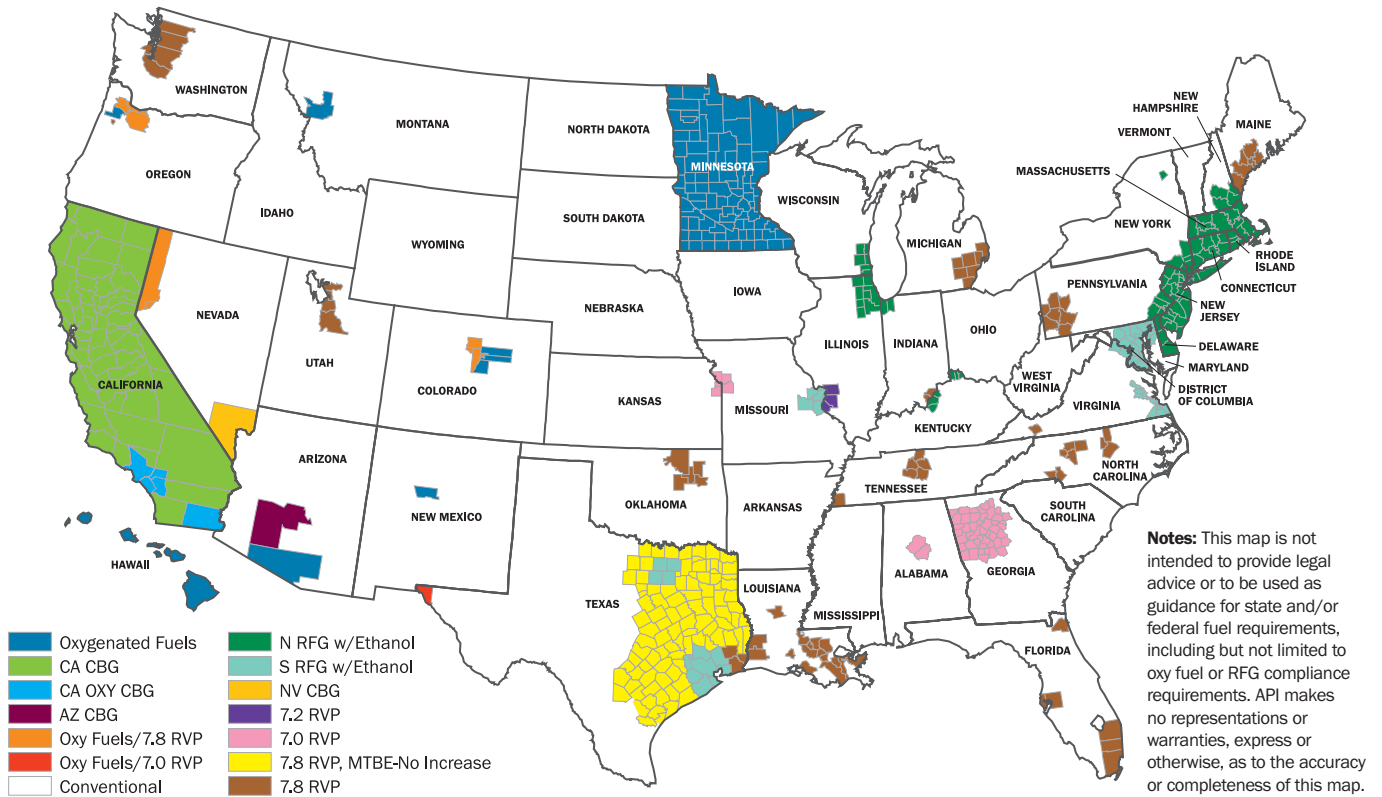 WASHINGTON
MONTANA
NORTH DAKOTA
MINNESOTA
NEW
HAMPSHIRE
VERMONT
MAINE
MASSACHUSETTS
OREGON
IDAHO
SOUTH DAKOTA
WISCONSIN
MICHIGAN
NEW YORK
RHODE
ISLAND
CONNECTICUT
WYOMING
NEBRASKA
IOWA
PENNSYLVANIA
NEW
JERSEY
NEVADA
UTAH
COLORADO
KANSAS
MISSOURI
ILLINOIS
INDIANA
OHIO
DELAWARE
MARYLAND
DISTRICT
OF COLUMBIA
WEST
VIRGINIA
VIRGINIA
CALIFORNIA
KENTUCKY
ARIZONA
NEW MEXICO
OKLAHOMA
ARKANSAS
TENNESSEE
NORTH
CAROLINA
SOUTH
CAROLINA
HAWAII
TEXAS
LOUISIANA
MISSISSIPPI
ALABAMA
GEORGIA
FLORIDA
Oxygenated Fuels
CA CBG
CA OXY CBG
AZ CBG
Oxy Fuels/7.8 RVP
Oxy Fuels/7.0 RVP
Conventional
N RFG w/Ethanol
S RFG w/Ethanol
NV CBG
7.2 RVP
7.0 RVP
7.8 RVP, MTBE-No Increase
7.8 RVP
Notes: This map is not
intended to provide legal
advice or to be used as
guidance for state and/or
federal fuel requirements,
including but not limited to
oxy fuel or RFG compliance
requirements. API makes
no representations or
warranties, express or
otherwise, as to the accuracy
or completeness of this map.